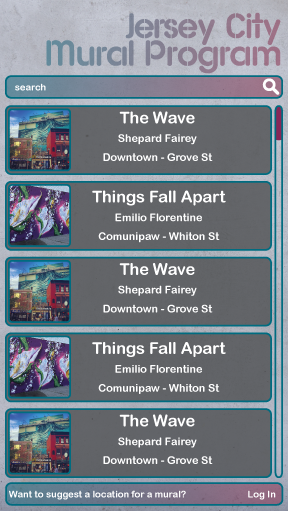 Jersey City
Mural Program
search
The Wave
Shepard Fairey
Downtown - Grove St
Things Fall Apart
Emilio Florentine
Comunipaw - Whiton St
The Wave
Shepard Fairey
Downtown - Grove St
Things Fall Apart
Emilio Florentine
Comunipaw - Whiton St
The Wave
Shepard Fairey
Downtown - Grove St
Want to suggest a location for a mural? Log In